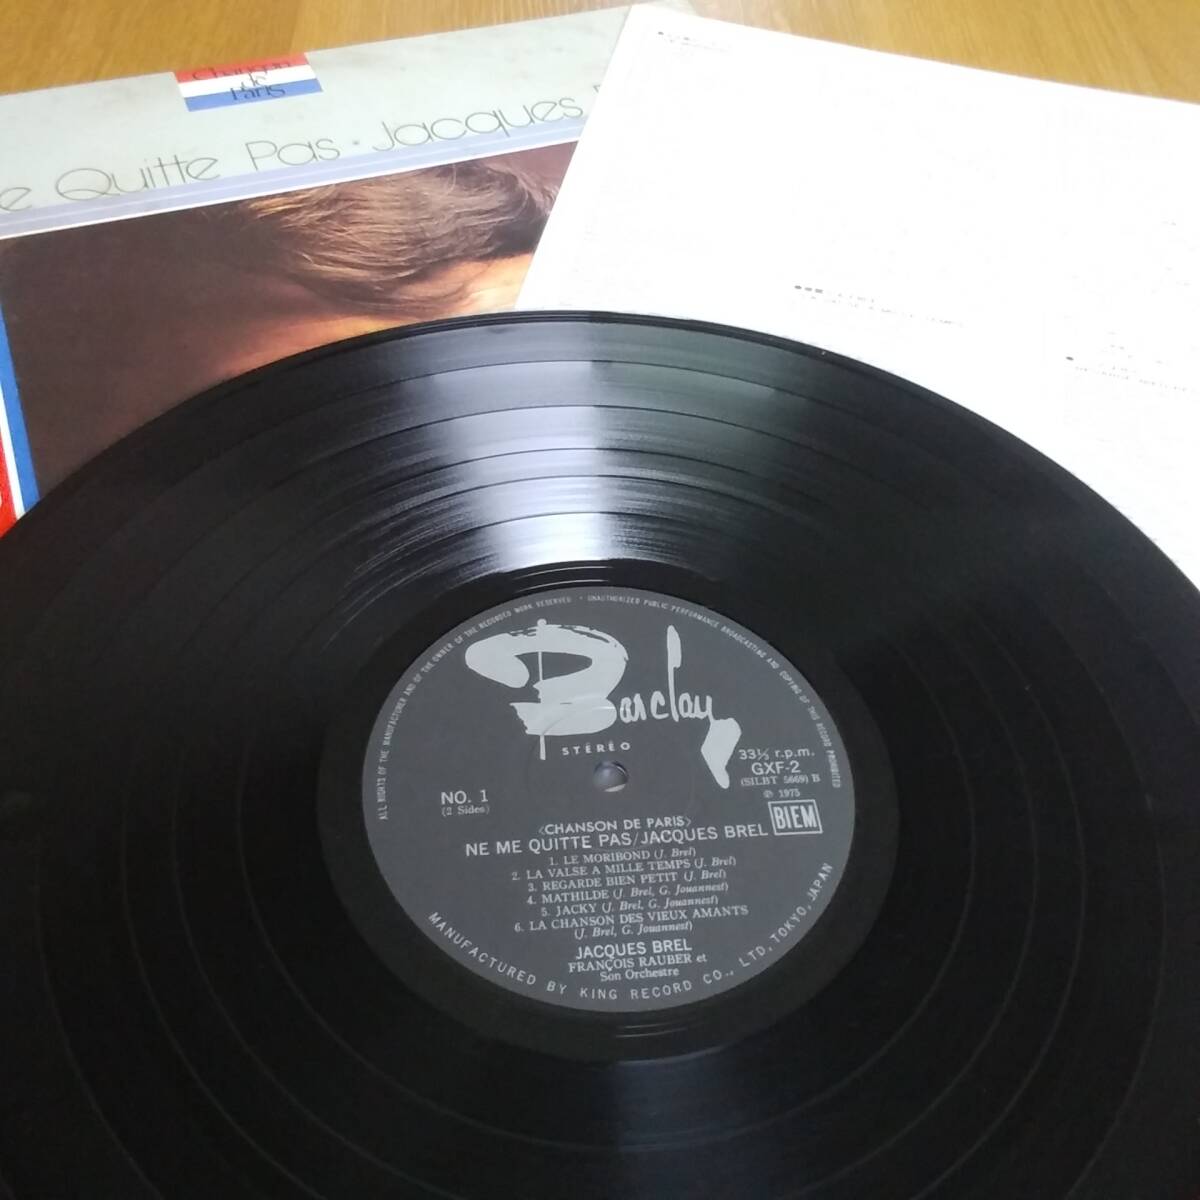 Chanson
de
Paris
e Quitte Pas · Jacques
ALL RIGHTS OF THE MANUFACTURER AND OF THE OWNER OF THE RECORDED WORK RESERVED • UNAUTHORIZED PUBLIC PERFORMANCE BROADCASTING AND COPYING OF THIS RECORD PROHIBITED
Barclay
STÉRÉO
33⅓ r.p.m.
GXF-2
(SILBT 5669) B
℗ 1975
BIEM
NO. 1
(2 Sides)
<CHANSON DE PARIS>
NE ME QUITTE PAS/JACQUES BREL
1. LE MORIBOND (J. Brel)
2. LA VALSE A MILLE TEMPS (J. Brel)
3. REGARDE BIEN PETIT (J. Brel)
4. MATHILDE (J. Brel, G. Jouannest)
5. JACKY (J. Brel, G. Jouannest)
6. LA CHANSON DES VIEUX AMANTS
(J. Brel, G. Jouannest)
JACQUES BREL
FRANÇOIS RAUBER et
Son Orchestre
MANUFACTURED BY KING RECORD CO., LTD, TOKYO, JAPAN